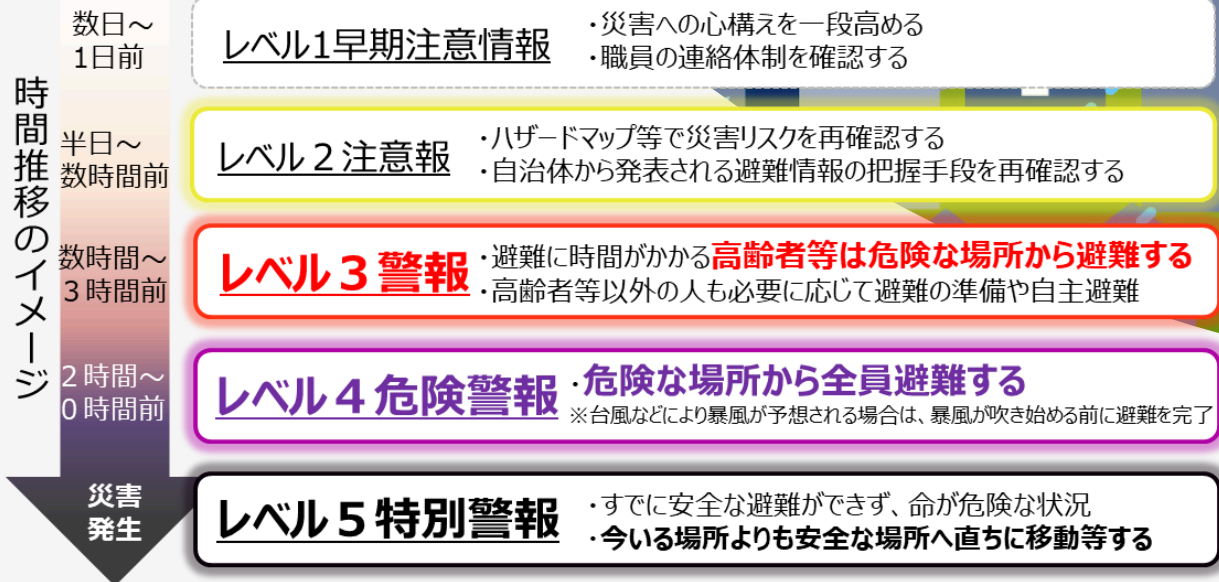 時間推移のイメージ
数日～
1日前
レベル1早期注意情報
・災害への心構えを一段高める
・職員の連絡体制を確認する
半日～
数時間前
レベル２注意報
・ハザードマップ等で災害リスクを再確認する
・自治体から発表される避難情報の把握手段を再確認する
数時間～
３時間前
レベル３警報
・避難に時間がかかる高齢者等は危険な場所から避難する
・高齢者等以外の人も必要に応じて避難の準備や自主避難
２時間～
０時間前
レベル４危険警報
・危険な場所から全員避難する
※台風などにより暴風が予想される場合は、暴風が吹き始める前に避難を完了
災害
発生
レベル５特別警報
・すでに安全な避難ができず、命が危険な状況
・今いる場所よりも安全な場所へ直ちに移動等する